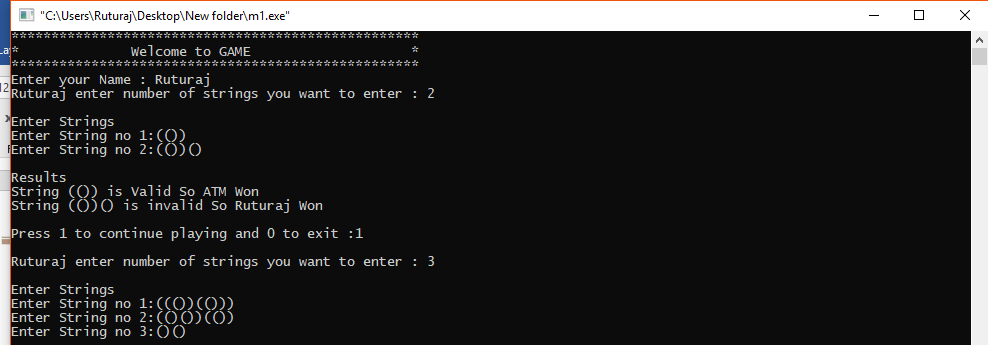 "C:\Users\Ruturaj\Desktop\New folder\m1.exe"
***************************************************
* Welcome to GAME *
***************************************************
Enter your Name : Ruturaj
Ruturaj enter number of strings you want to enter : 2
Enter Strings
Enter String no 1:(())
Enter String no 2:(())()
Results
String (()) is Valid So ATM Won
String (())() is invalid So Ruturaj Won
Press 1 to continue playing and 0 to exit :1
Ruturaj enter number of strings you want to enter : 3
Enter Strings
Enter String no 1:((())(()))
Enter String no 2:(()())(())
Enter String no 3:()()